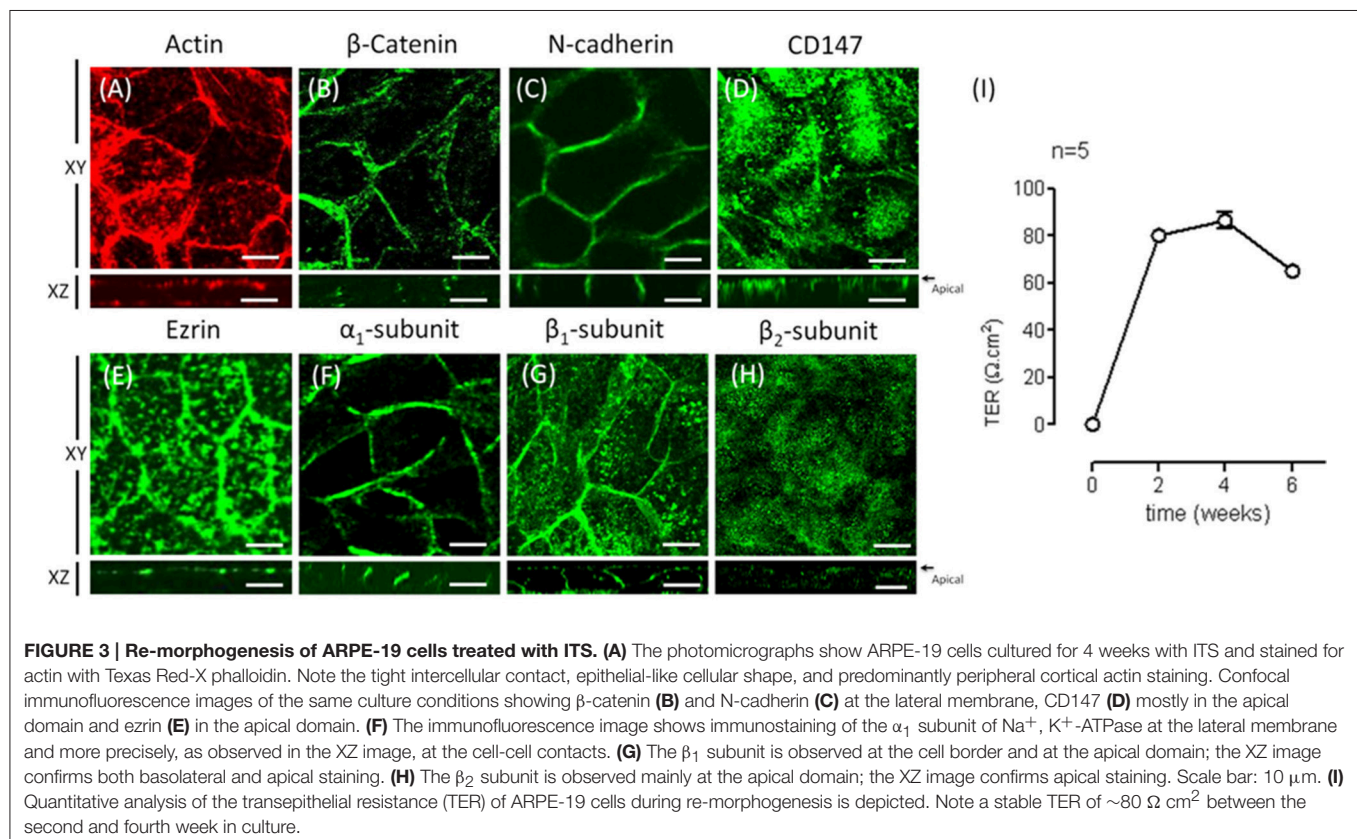 Actin β-Catenin N-cadherin CD147
(A) (B) (C) (D) (I)
XY
n=5
XZ
Apical
Ezrin α₁-subunit β₁-subunit β₂-subunit
(E) (F) (G) (H)
XY
XZ
Apical
100
80
60
40
20
0
TER (Ω.cm²)
0 2 4 6
time (weeks)
FIGURE 3 | Re-morphogenesis of ARPE-19 cells treated with ITS. (A) The photomicrographs show ARPE-19 cells cultured for 4 weeks with ITS and stained for
actin with Texas Red-X phalloidin. Note the tight intercellular contact, epithelial-like cellular shape, and predominantly peripheral cortical actin staining. Confocal
immunofluorescence images of the same culture conditions showing β-catenin (B) and N-cadherin (C) at the lateral membrane, CD147 (D) mostly in the apical
domain and ezrin (E) in the apical domain. (F) The immunofluorescence image shows immunostaining of the α₁ subunit of Na⁺, K⁺-ATPase at the lateral membrane
and more precisely, as observed in the XZ image, at the cell-cell contacts. (G) The β₁ subunit is observed at the cell border and at the apical domain; the XZ image
confirms both basolateral and apical staining. (H) The β₂ subunit is observed mainly at the apical domain; the XZ image confirms apical staining. Scale bar: 10 μm. (I)
Quantitative analysis of the transepithelial resistance (TER) of ARPE-19 cells during re-morphogenesis is depicted. Note a stable TER of ~80 Ω cm² between the
second and fourth week in culture.